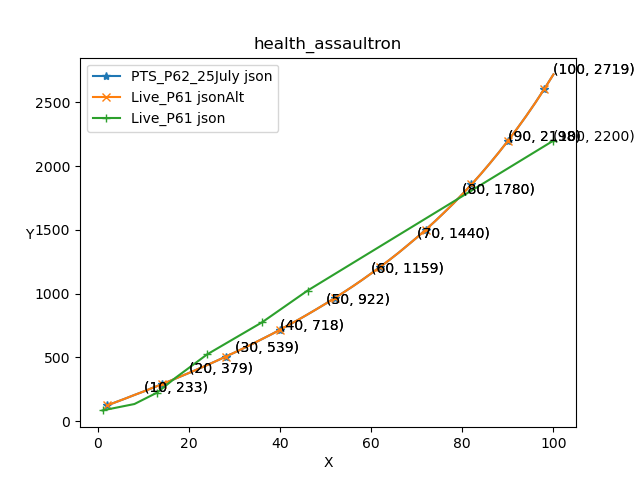 health_assaultron
PTS_P62_25July json
Live_P61 jsonAlt
Live_P61 json
(100, 2719)
(90, 2198)
(100, 2200)
(80, 1780)
(70, 1440)
(60, 1159)
(50, 922)
(40, 718)
(30, 539)
(20, 379)
(10, 233)
2500
2000
1500
1000
500
0
Y
0 20 40 60 80 100
X